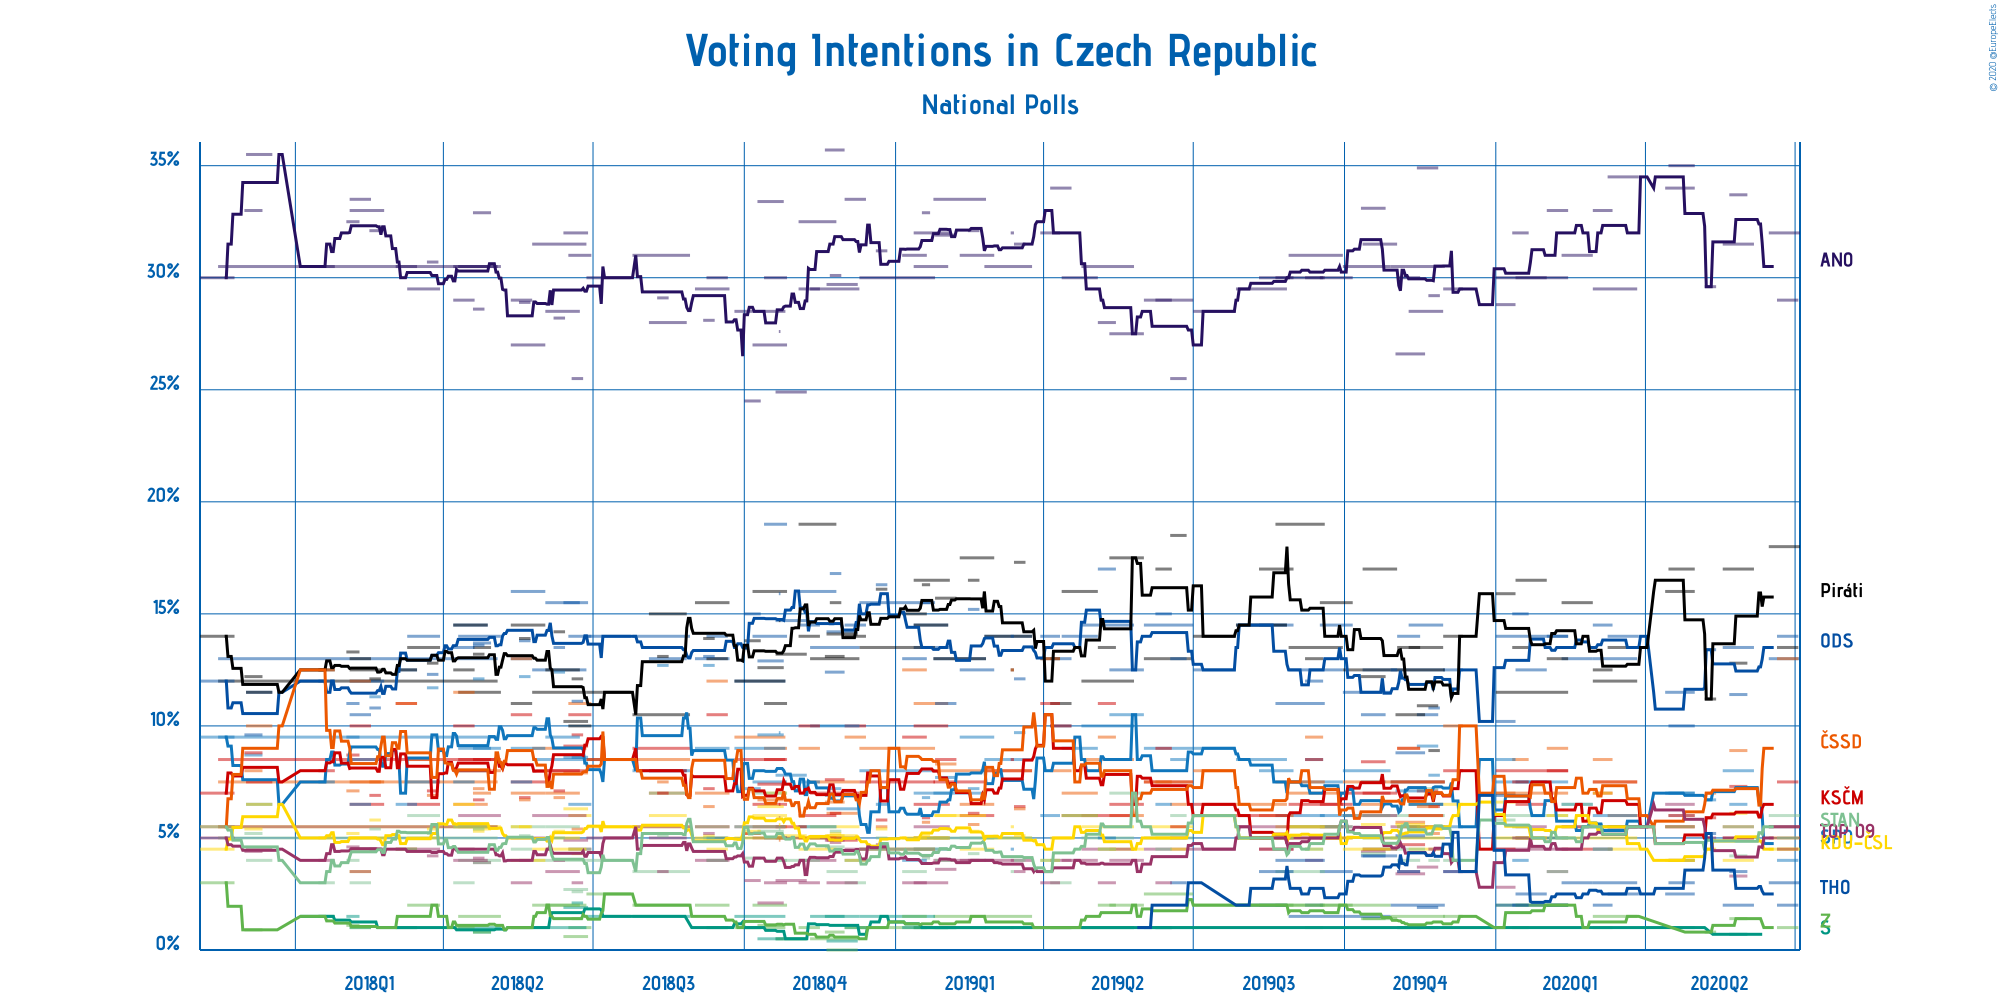 Voting Intentions in Czech Republic
National Polls
© 2020 @EuropeElects
35%
30%
25%
20%
15%
10%
5%
0%
ANO
Piráti
ODS
ČSSD
KSČM
STAN
TOP 09
KDU-ČSL
THO
Z
S
2018Q1
2018Q2
2018Q3
2018Q4
2019Q1
2019Q2
2019Q3
2019Q4
2020Q1
2020Q2